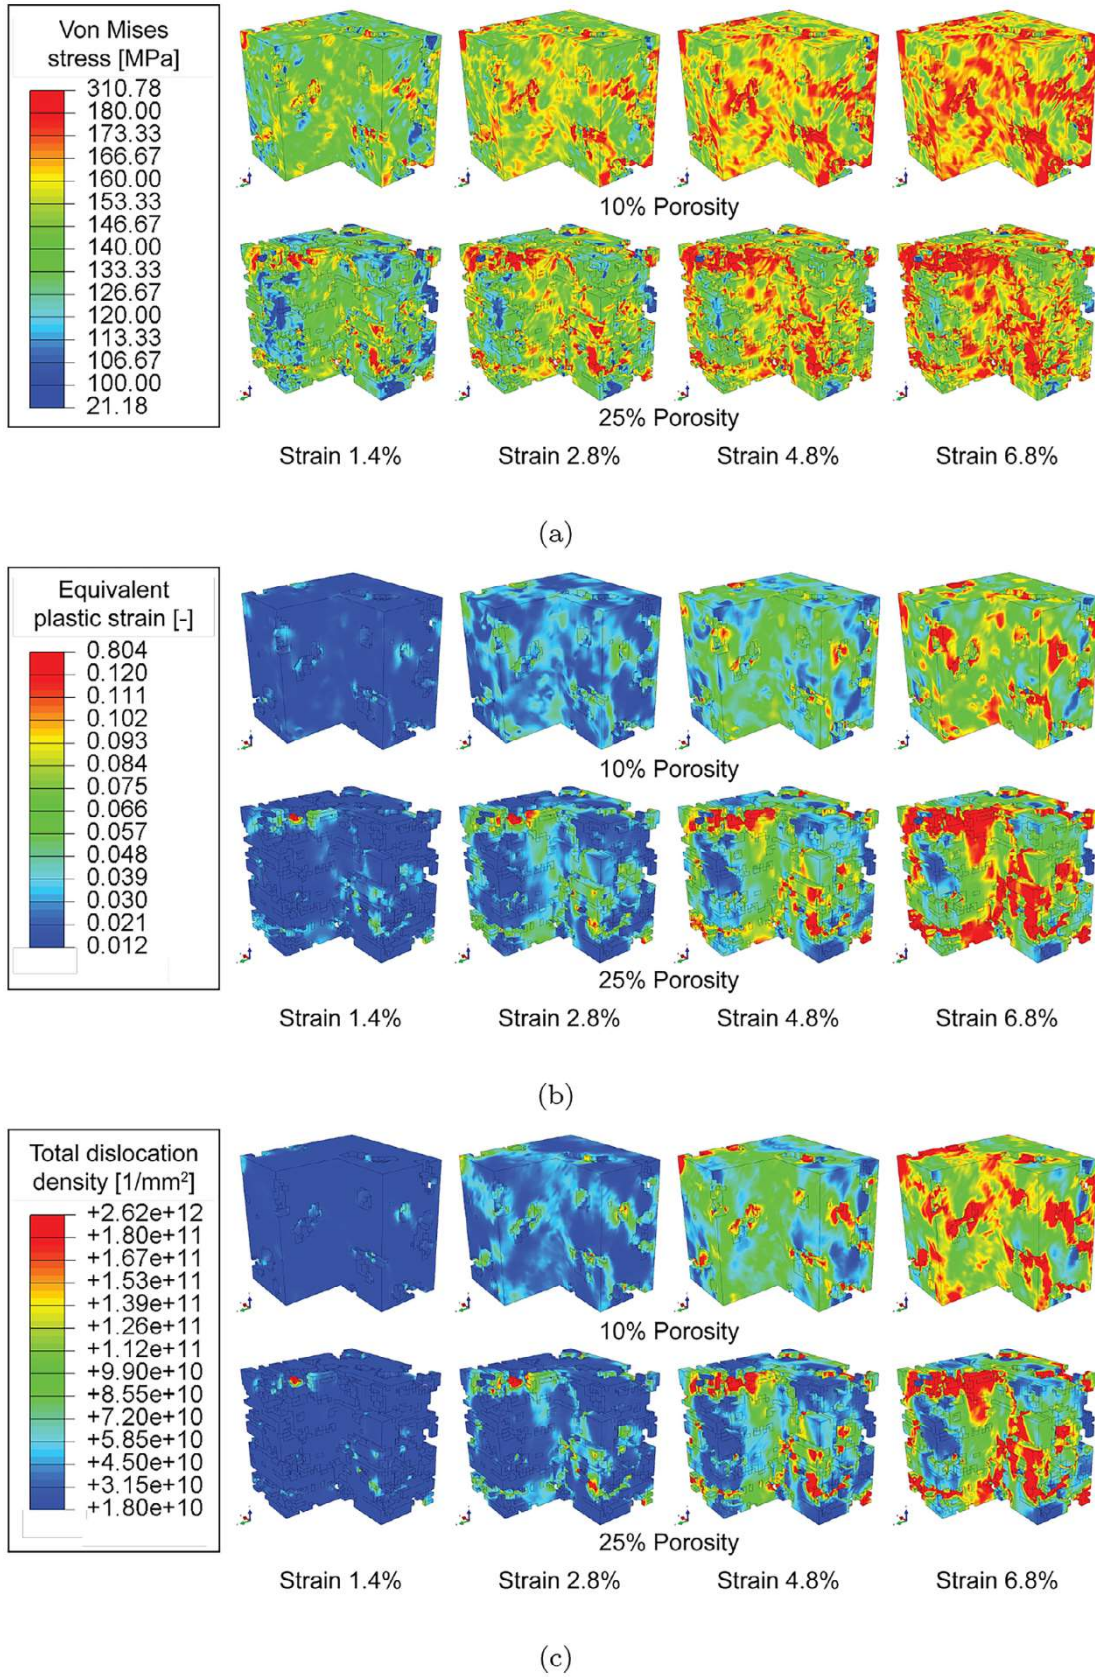 Von Mises
stress [MPa]
310.78
180.00
173.33
166.67
160.00
153.33
146.67
140.00
133.33
126.67
120.00
113.33
106.67
100.00
21.18
10% Porosity
25% Porosity
Strain 1.4% Strain 2.8% Strain 4.8% Strain 6.8%
(a)
Equivalent
plastic strain [-]
0.804
0.120
0.111
0.102
0.093
0.084
0.075
0.066
0.057
0.048
0.039
0.030
0.021
0.012
10% Porosity
25% Porosity
Strain 1.4% Strain 2.8% Strain 4.8% Strain 6.8%
(b)
Total dislocation
density [1/mm²]
+2.62e+12
+1.80e+11
+1.67e+11
+1.53e+11
+1.39e+11
+1.26e+11
+1.12e+11
+9.90e+10
+8.55e+10
+7.20e+10
+5.85e+10
+4.50e+10
+3.15e+10
+1.80e+10
10% Porosity
25% Porosity
Strain 1.4% Strain 2.8% Strain 4.8% Strain 6.8%
(c)